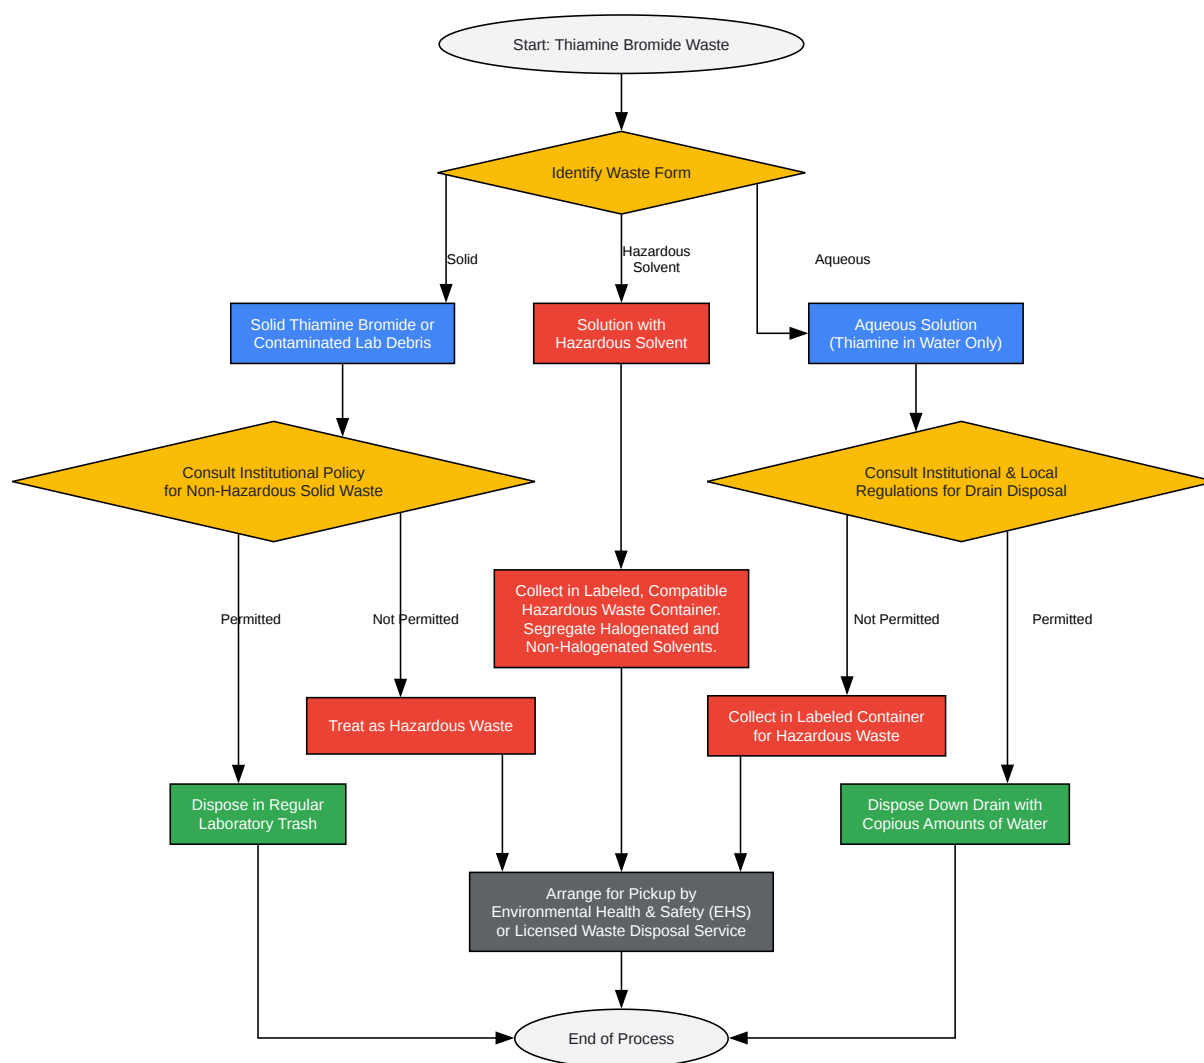 Start: Thiamine Bromide Waste
Identify Waste Form
Solid
Hazardous
Solvent
Aqueous
Solid Thiamine Bromide or
Contaminated Lab Debris
Solution with
Hazardous Solvent
Aqueous Solution
(Thiamine in Water Only)
Consult Institutional Policy
for Non-Hazardous Solid Waste
Consult Institutional & Local
Regulations for Drain Disposal
Permitted
Not Permitted
Collect in Labeled, Compatible
Hazardous Waste Container.
Segregate Halogenated and
Non-Halogenated Solvents.
Not Permitted
Permitted
Treat as Hazardous Waste
Collect in Labeled Container
for Hazardous Waste
Dispose in Regular
Laboratory Trash
Dispose Down Drain with
Copious Amounts of Water
Arrange for Pickup by
Environmental Health & Safety (EHS)
or Licensed Waste Disposal Service
End of Process